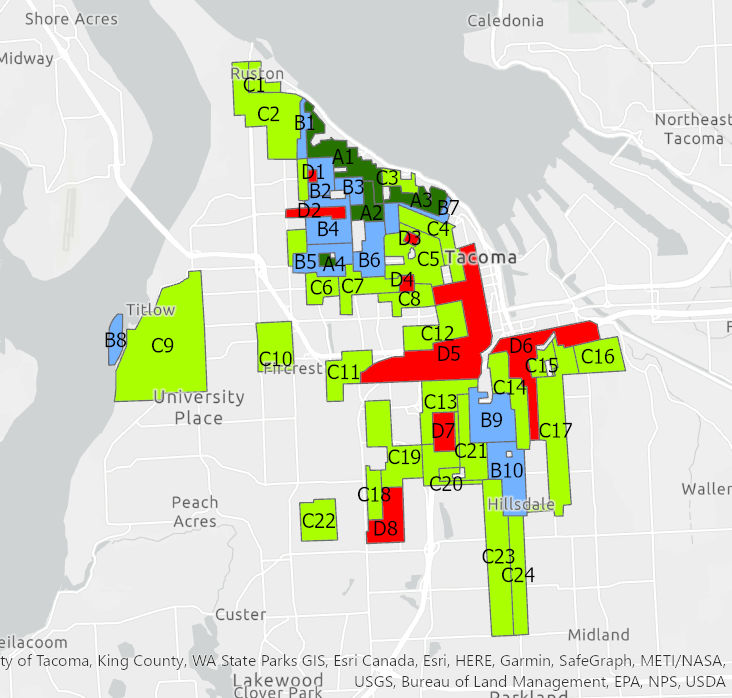 Shore Acres
Caledonia
Midway
Ruston
C1
C2
B1
Northeast
Tacoma
A1
D1
C3
B2
B3
A3
D2
A2
B7
B4
D3
C4
C5
Tacoma
B5
A4
B6
D4
C6
C7
C8
Titlow
B8
C9
C12
D5
D6
C10
Fircrest
C11
C15
C16
C14
University
Place
C13
B9
D7
C17
C21
C19
B10
C20
C18
Waller
Peach
Acres
Hillsdale
C22
D8
C23
C24
Custer
Midland
eilacoom
ty of Tacoma, King County, WA State Parks GIS, Esri Canada, Esri, HERE, Garmin, SafeGraph, METI/NASA,
USGS, Bureau of Land Management, EPA, NPS, USDA
Lakewood
Clover Park
Parkland